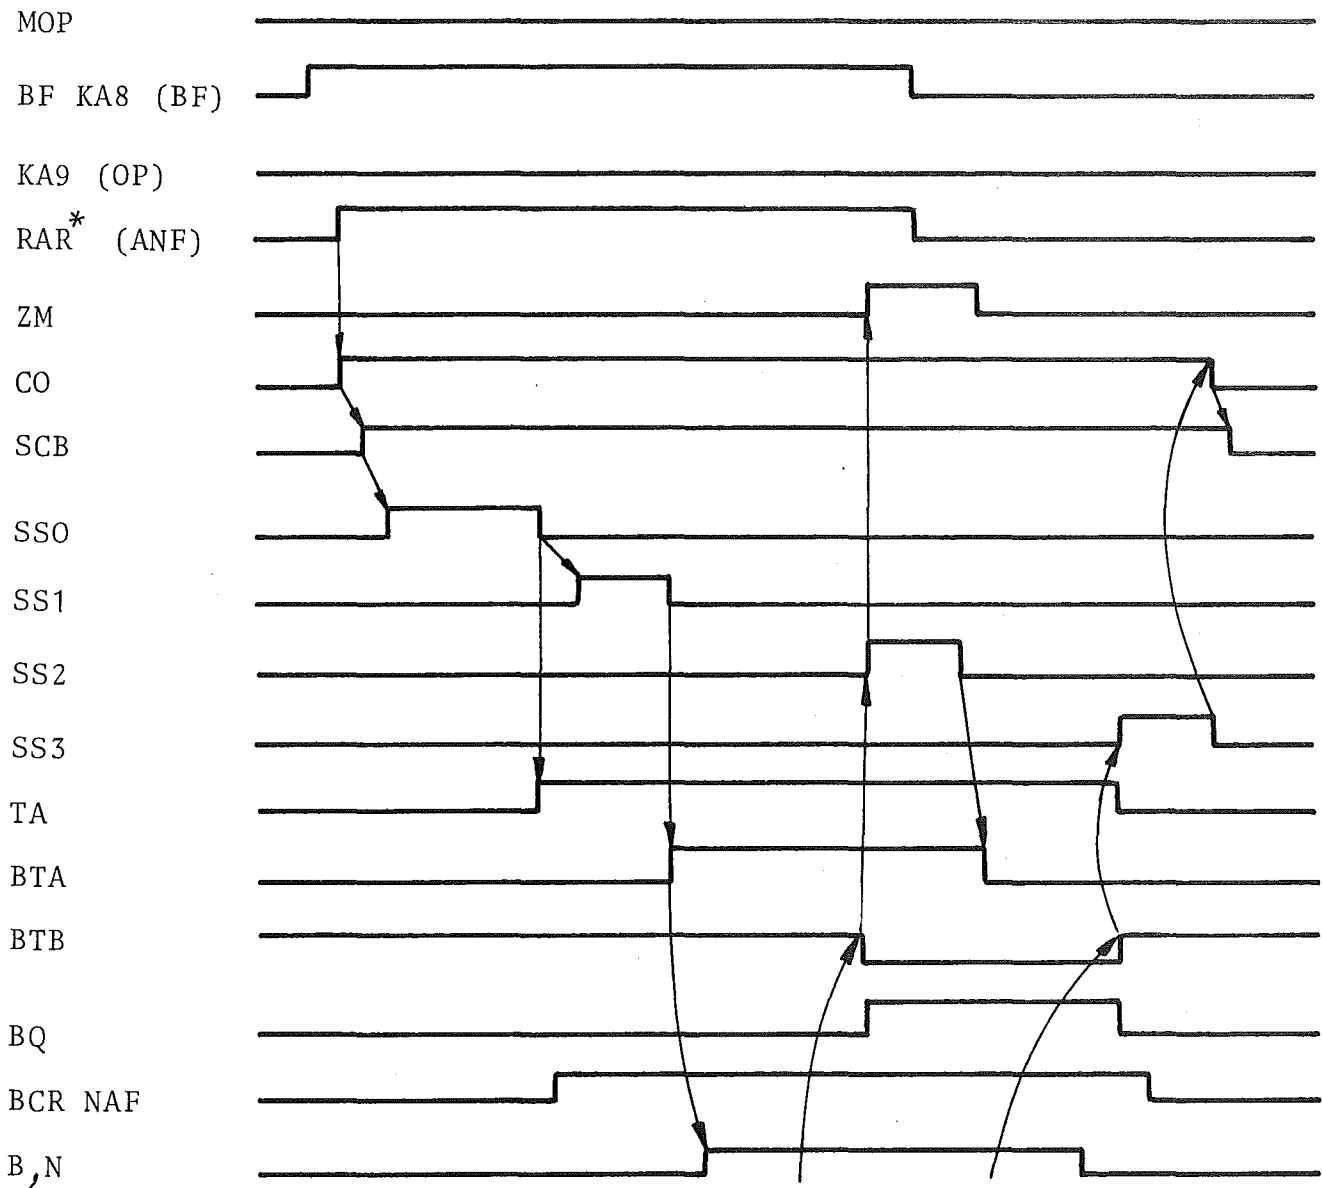 MOP
BF KA8 (BF)
KA9 (OP)
RAR* (ANF)
ZM
CO
SCB
SSO
SS1
SS2
SS3
TA
BTA
BTB
BQ
BCR NAF
B,N